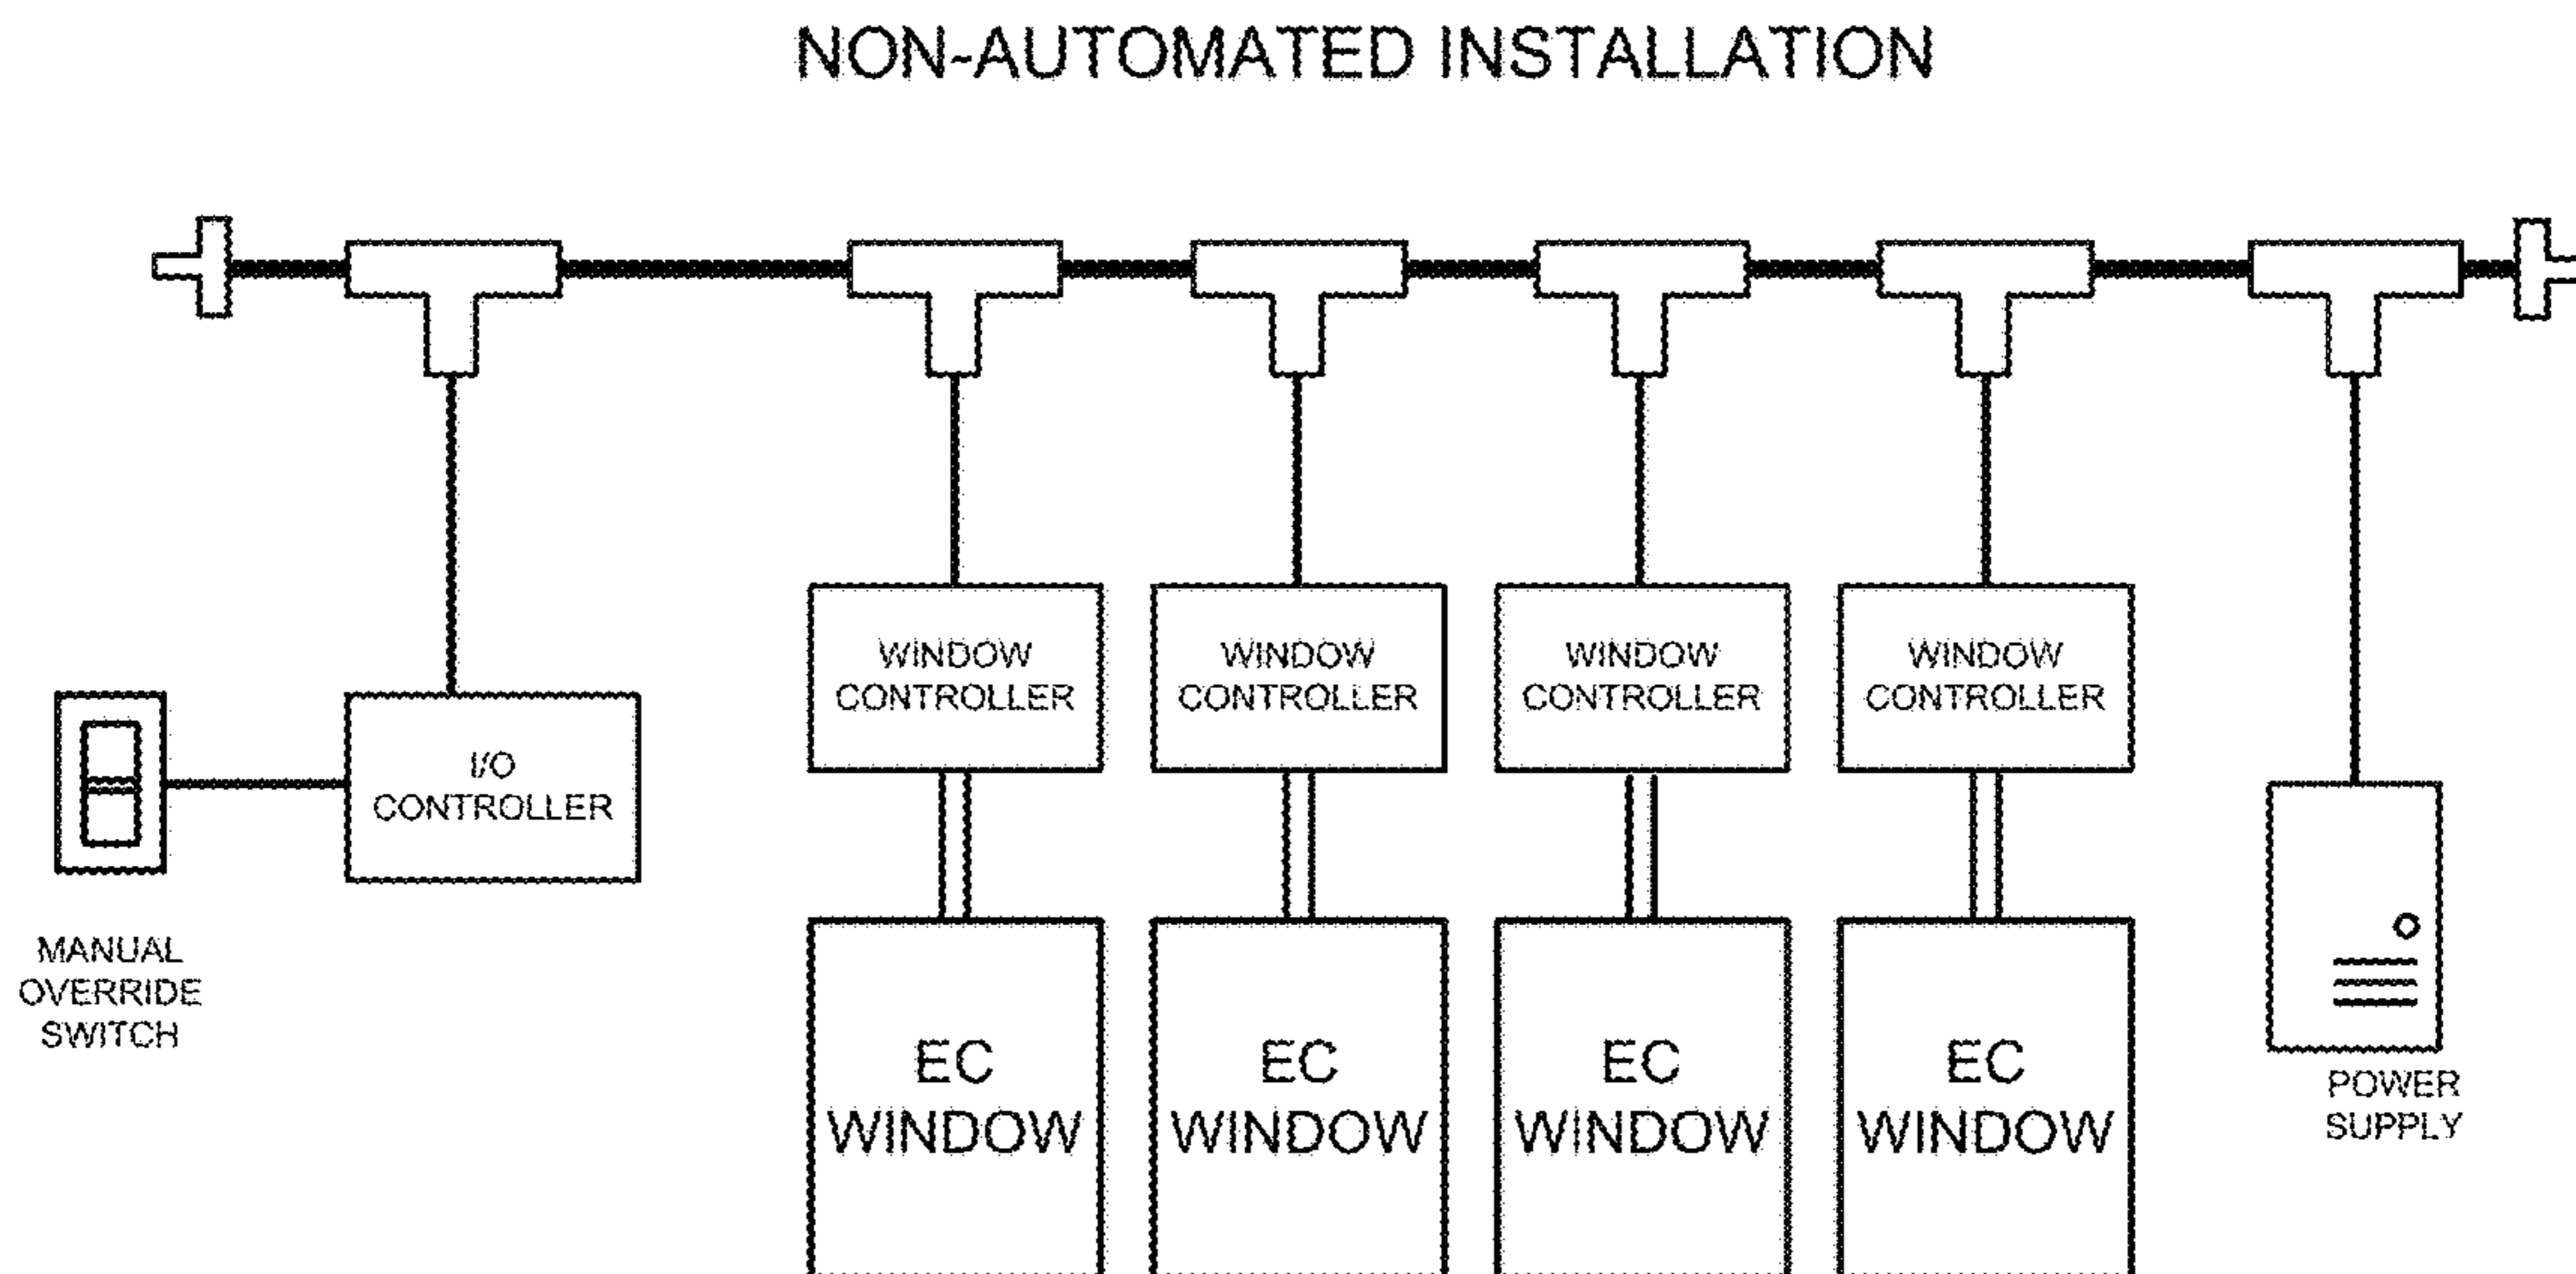 NON-AUTOMATED INSTALLATION
WINDOW
CONTROLLER
WINDOW
CONTROLLER
WINDOW
CONTROLLER
WINDOW
CONTROLLER
I/O
CONTROLLER
MANUAL
OVERRIDE
SWITCH
EC
WINDOW
EC
WINDOW
EC
WINDOW
EC
WINDOW
POWER
SUPPLY